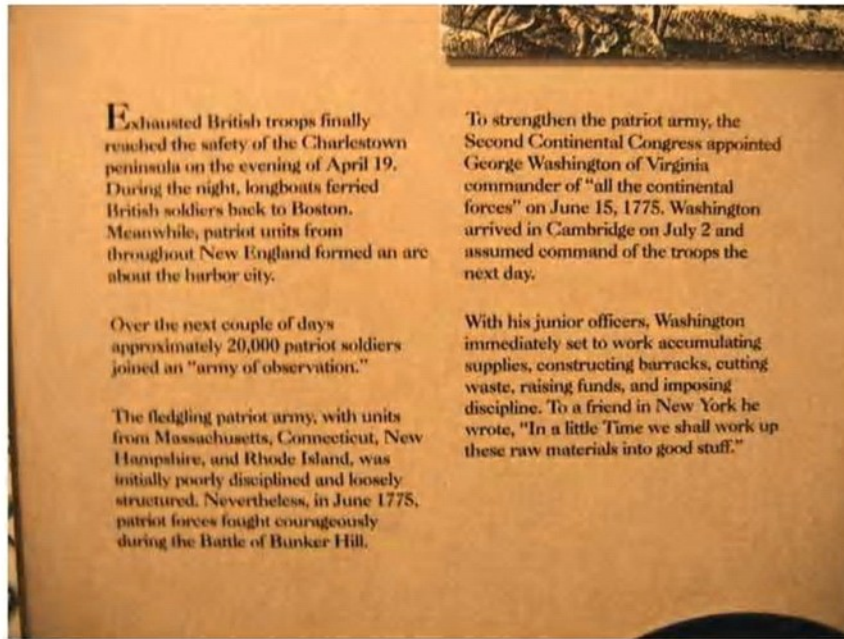 Exhausted British troops finally
reached the safety of the Charlestown
peninsula on the evening of April 19.
During the night, longboats ferried
British soldiers back to Boston.
Meanwhile, patriot units from
throughout New England formed an arc
about the harbor city.
Over the next couple of days
approximately 20,000 patriot soldiers
joined an "army of observation."
The fledgling patriot army, with units
from Massachusetts, Connecticut, New
Hampshire, and Rhode Island, was
initially poorly disciplined and loosely
structured. Nevertheless, in June 1775,
patriot forces fought courageously
during the Battle of Bunker Hill.
To strengthen the patriot army, the
Second Continental Congress appointed
George Washington of Virginia
commander of "all the continental
forces" on June 15, 1775. Washington
arrived in Cambridge on July 2 and
assumed command of the troops the
next day.
With his junior officers, Washington
immediately set to work accumulating
supplies, constructing barracks, cutting
waste, raising funds, and imposing
discipline. To a friend in New York he
wrote, "In a little Time we shall work up
these raw materials into good stuff."